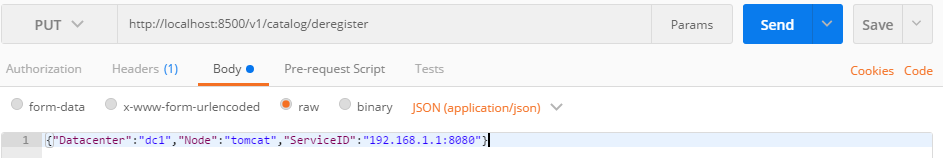 PUT http://localhost:8500/v1/catalog/deregister Params Send Save
Authorization Headers (1) Body Pre-request Script Tests Cookies Code
form-data x-www-form-urlencoded raw binary JSON (application/json)
1 {"Datacenter":"dc1","Node":"tomcat","ServiceID":"192.168.1.1:8080"}